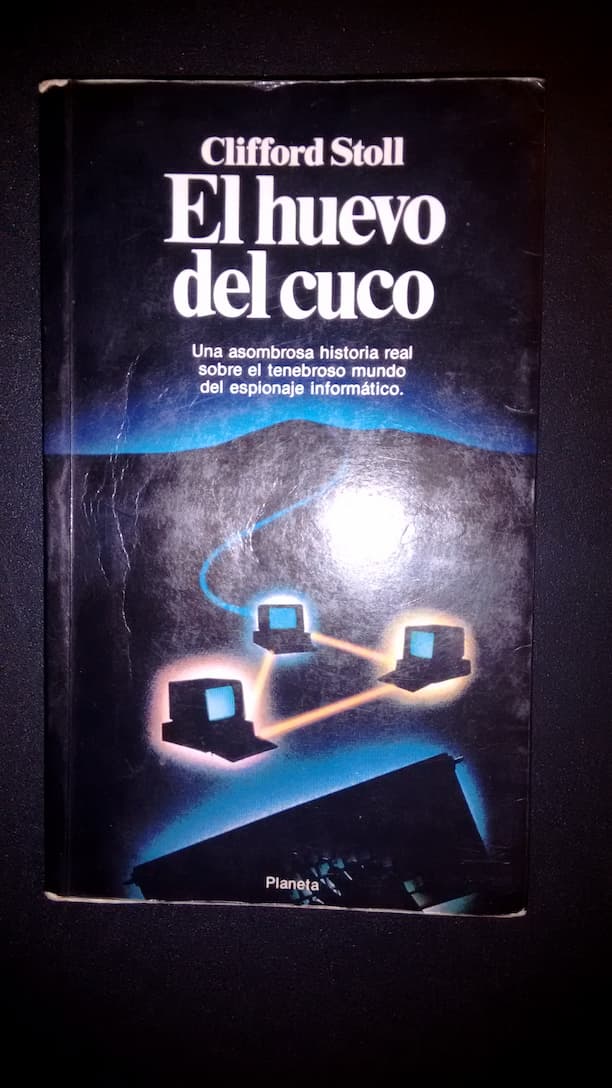 Clifford Stoll
El huevo
del cuco
Una asombrosa historia real
sobre el tenebroso mundo
del espionaje informático.
Planeta